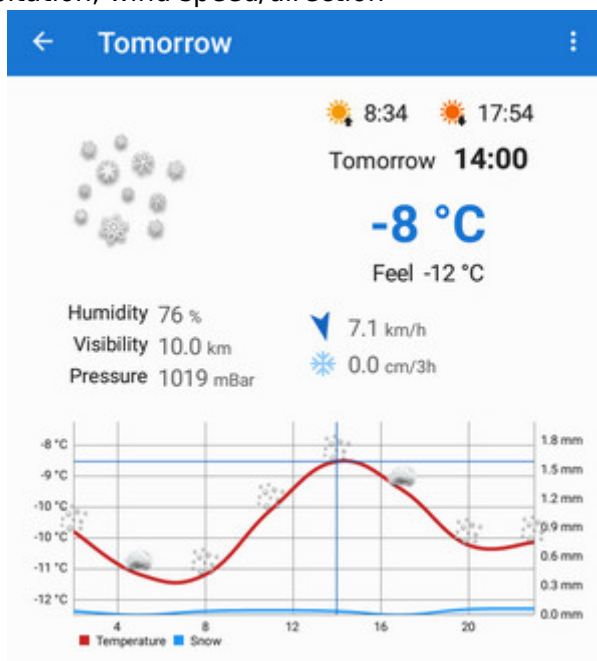 Tomorrow
8:34 17:54
Tomorrow 14:00
-8 °C
Feel -12 °C
Humidity 76 %
Visibility 10.0 km
Pressure 1019 mBar
7.1 km/h
0.0 cm/3h
-8 °C
-9 °C
-10 °C
-10 °C
-11 °C
-12 °C
1.8 mm
1.5 mm
1.2 mm
0.9 mm
0.6 mm
0.3 mm
0.0 mm
4 8 12 16 20
Temperature Snow